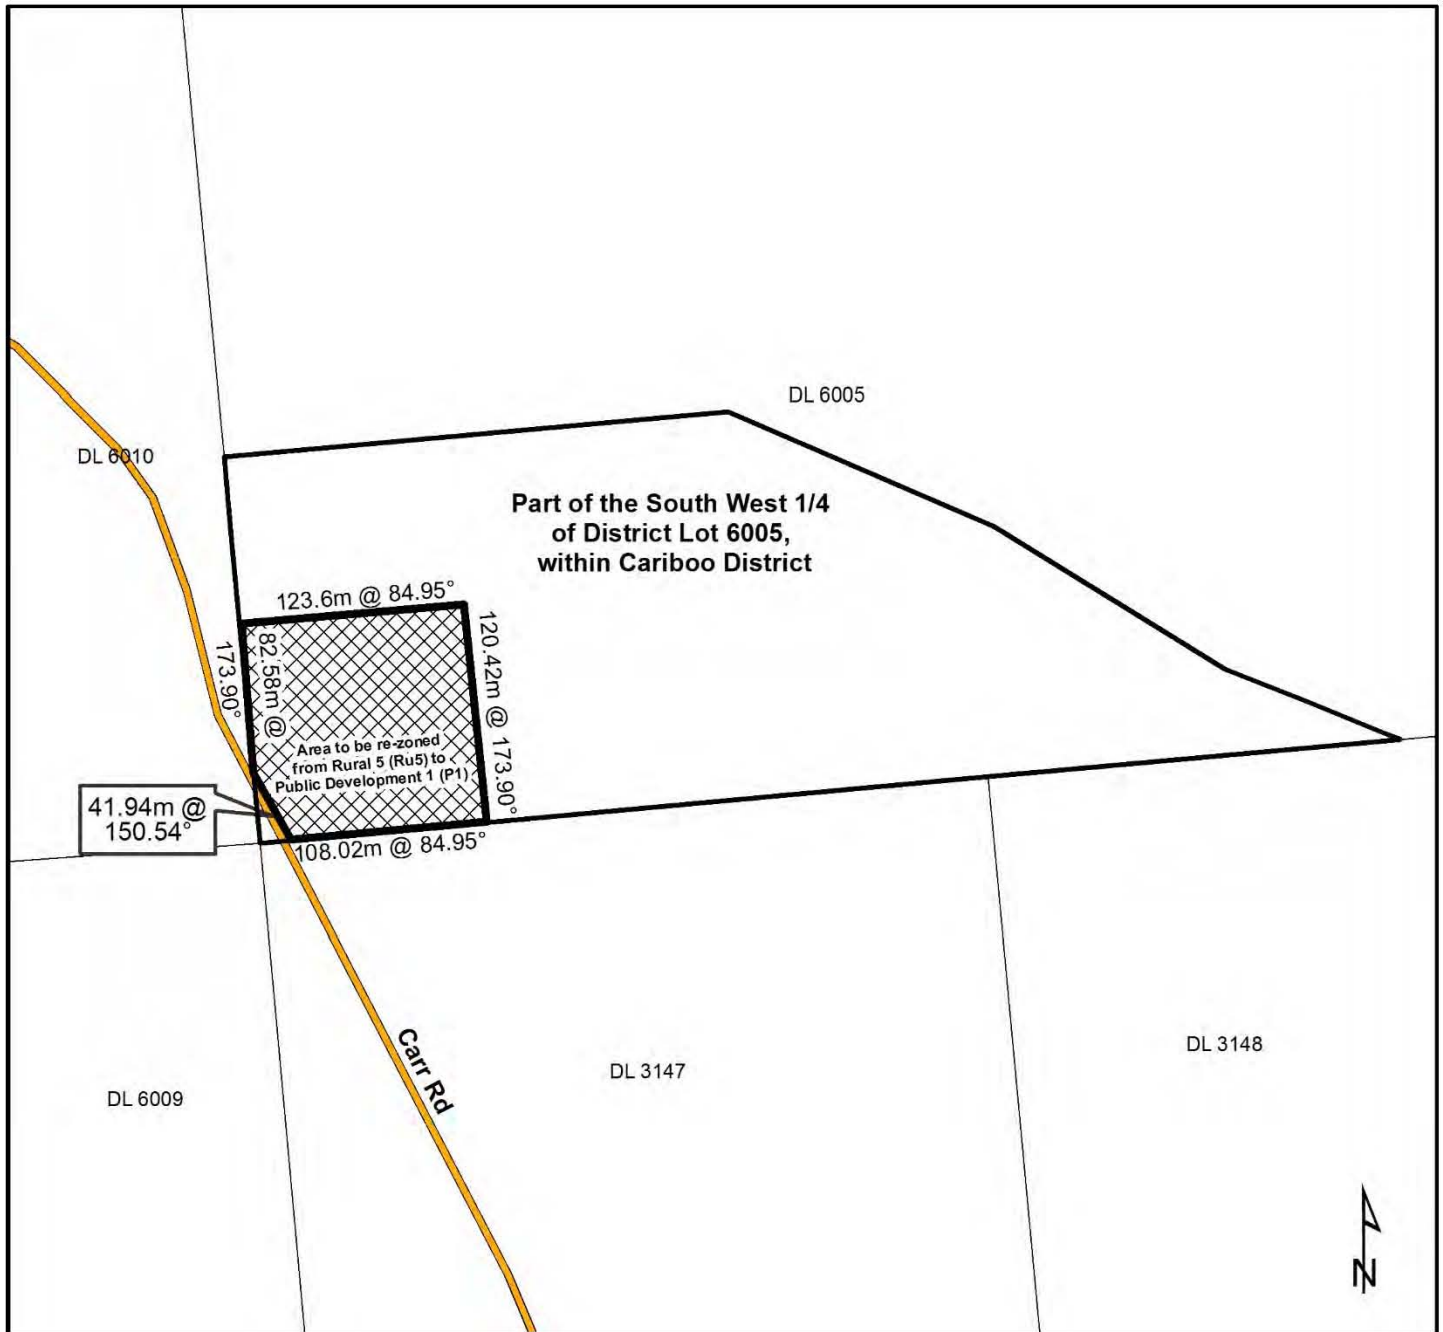 DL 6005
DL 6010
Part of the South West 1/4
of District Lot 6005,
within Cariboo District
123.6m @ 84.95°
82.58m @
173.90°
120.42m @ 173.90°
Area to be re-zoned
from Rural 5 (Ru5) to
Public Development 1 (P1)
41.94m @
150.54°
108.02m @ 84.95°
Carr Rd
DL 3148
DL 3147
DL 6009
N